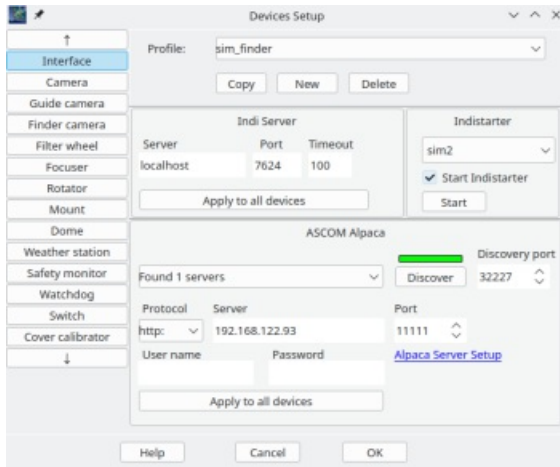 Devices Setup
↑
Interface
Camera
Guide camera
Finder camera
Filter wheel
Focuser
Rotator
Mount
Dome
Weather station
Safety monitor
Watchdog
Switch
Cover calibrator
↓
Profile: sim_finder
Copy New Delete
Indi Server
Server Port Timeout
localhost 7624 100
Apply to all devices
Indistarter
sim2
Start Indistarter
Start
ASCOM Alpaca
Discovery port
Found 1 servers Discover 32227
Protocol Server Port
http: 192.168.122.93 11111
User name Password Alpaca Server Setup
Apply to all devices
Help Cancel OK